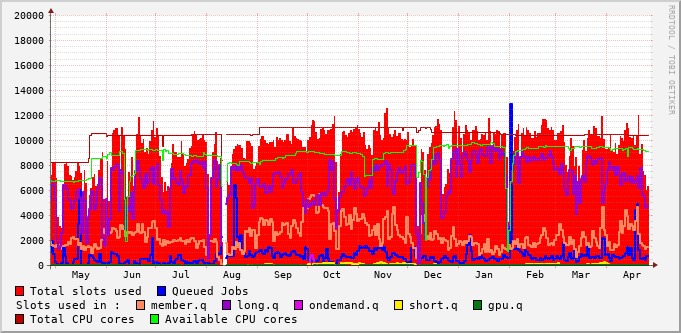 20000
18000
16000
14000
12000
10000
8000
6000
4000
2000
0
May Jun Jul Aug Sep Oct Nov Dec Jan Feb Mar Apr
RRDTOOL / TOBI OETIKER
Total slots used Queued Jobs
Slots used in : member.q long.q ondemand.q short.q gpu.q
Total CPU cores Available CPU cores